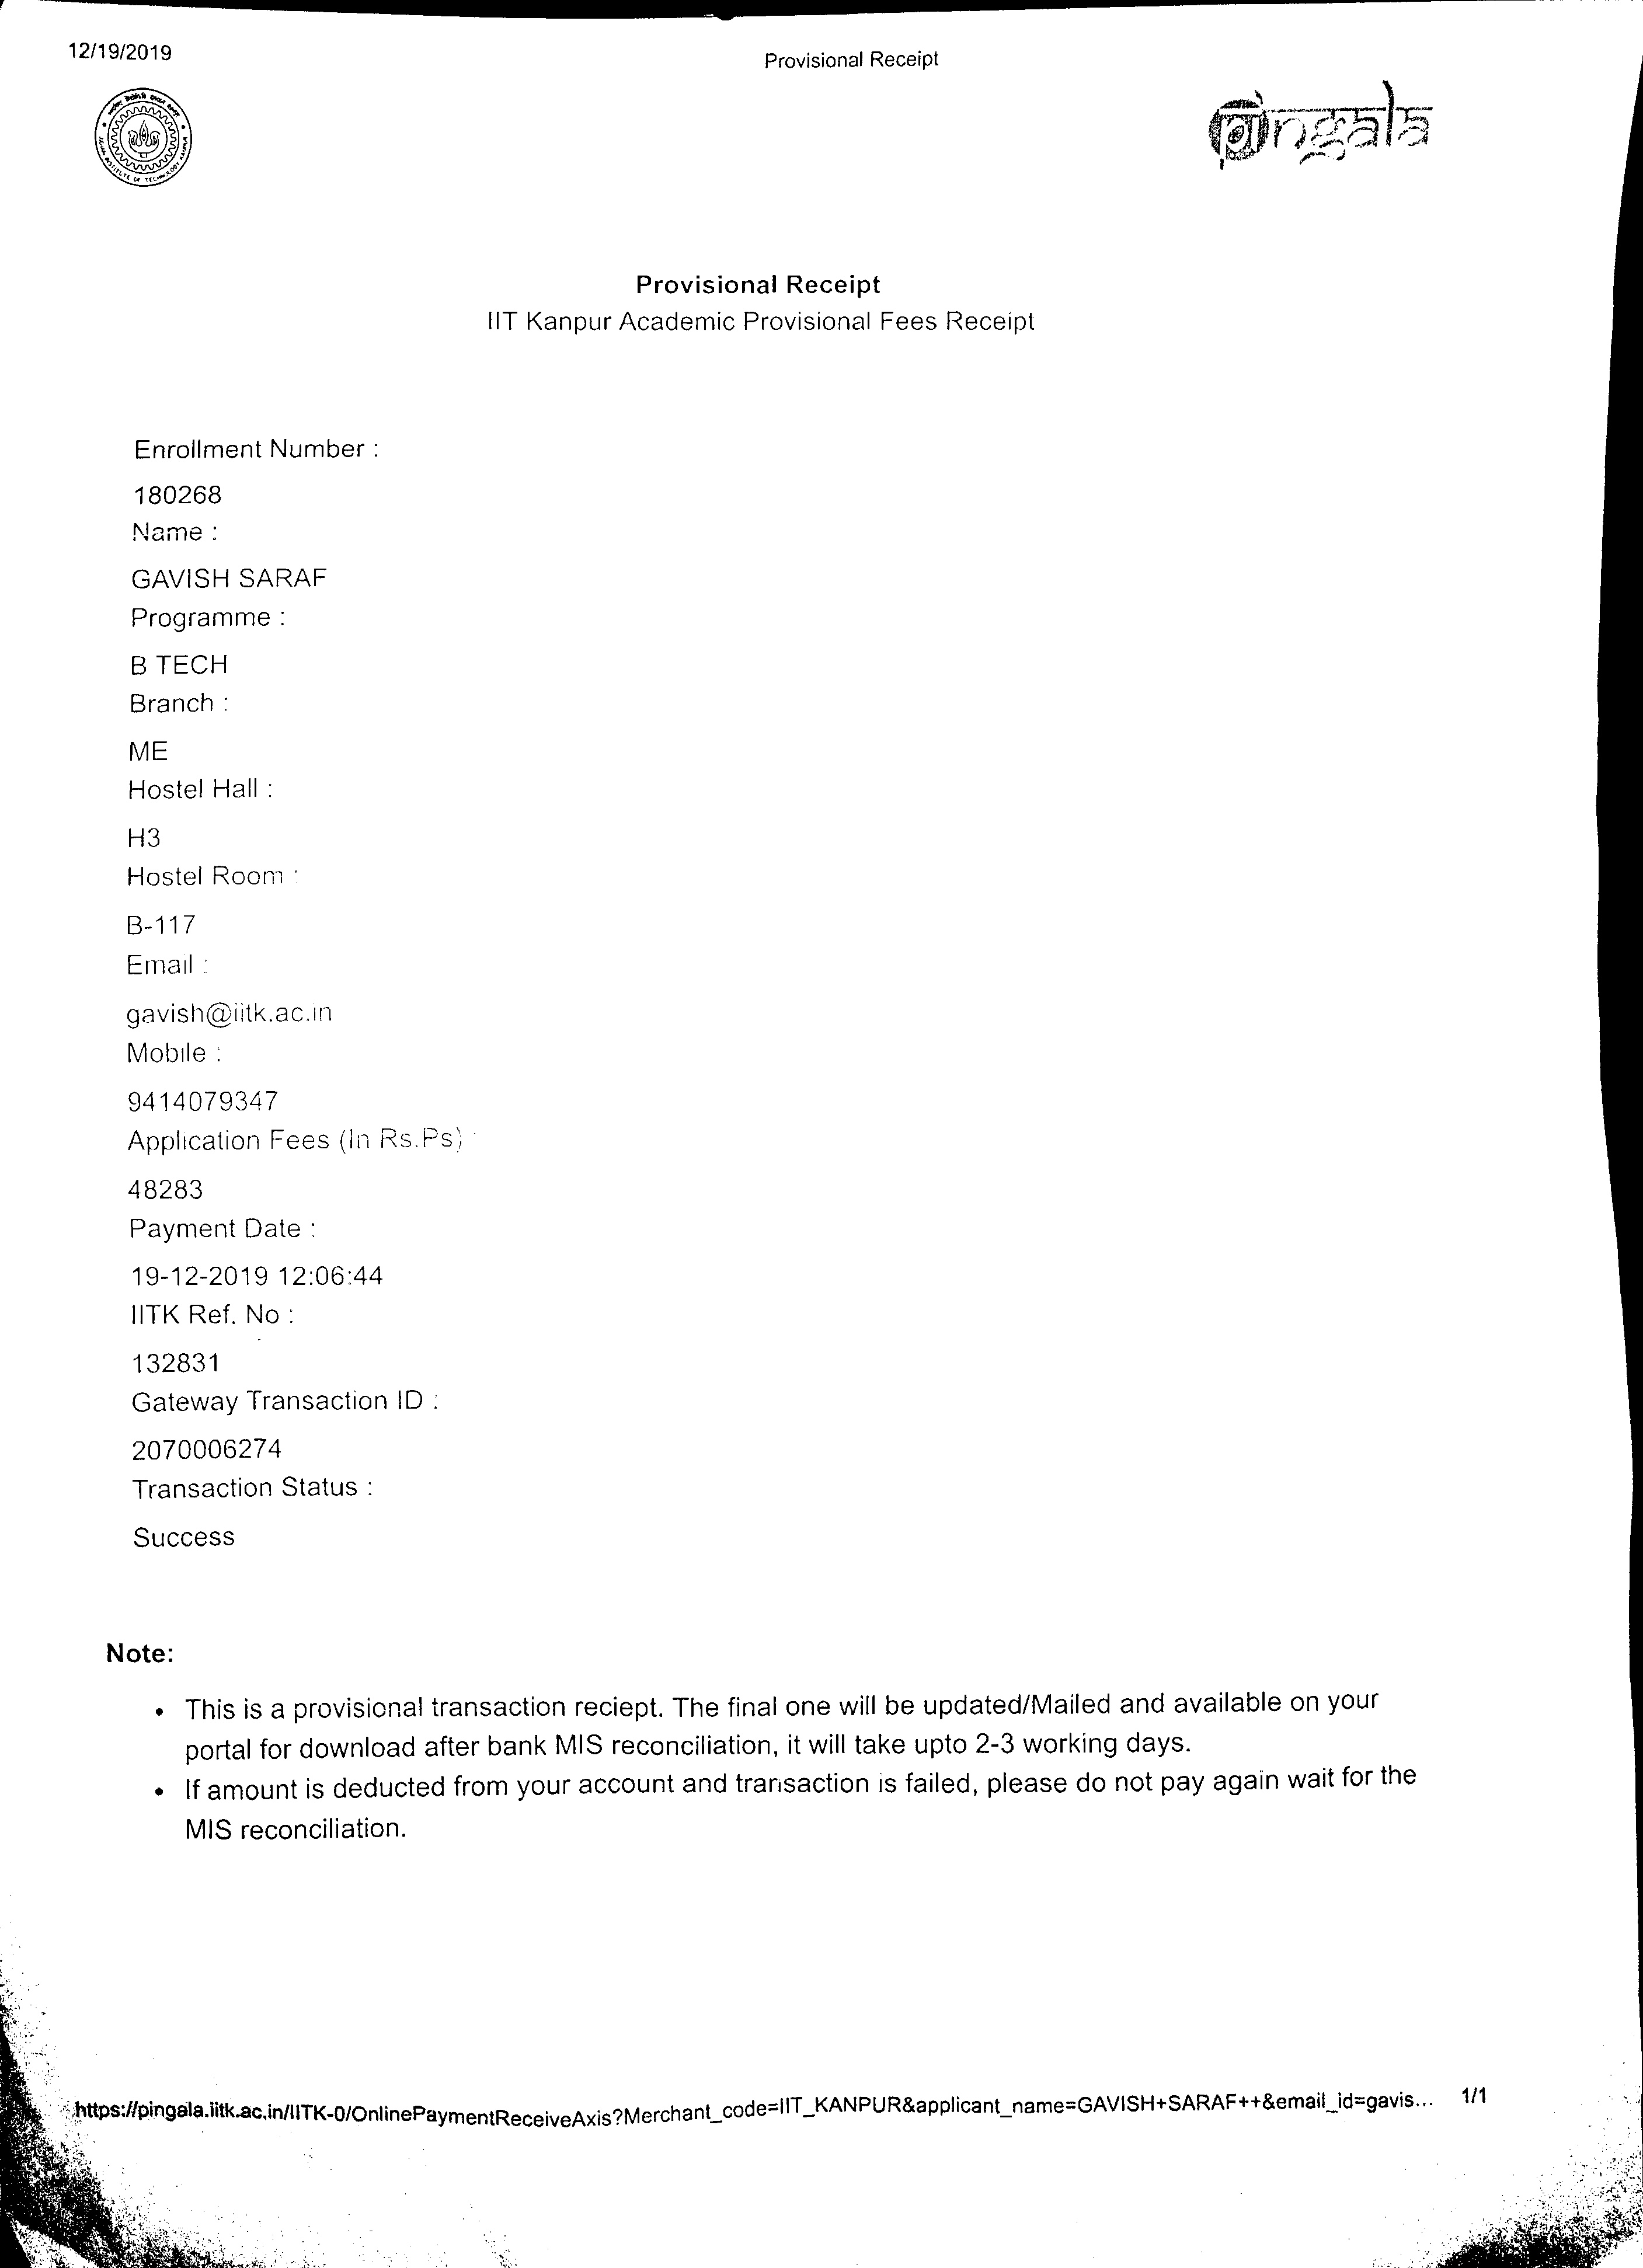 12/19/2019
Provisional Receipt
pingala
Provisional Receipt
IIT Kanpur Academic Provisional Fees Receipt
Enrollment Number :
180268
Name :
GAVISH SARAF
Programme :
B TECH
Branch :
ME
Hostel Hall :
H3
Hostel Room :
B-117
Email :
gavish@iitk.ac.in
Mobile :
9414079347
Application Fees (In Rs.Ps) :
48283
Payment Date :
19-12-2019 12:06:44
IITK Ref. No :
132831
Gateway Transaction ID :
2070006274
Transaction Status :
Success
Note:
• This is a provisional transaction reciept. The final one will be updated/Mailed and available on your
portal for download after bank MIS reconciliation, it will take upto 2-3 working days.
• If amount is deducted from your account and transaction is failed, please do not pay again wait for the
MIS reconciliation.
https://pingala.iitk.ac.in/IITK-0/OnlinePaymentReceiveAxis?Merchant_code=IIT_KANPUR&applicant_name=GAVISH+SARAF++&email_id=gavis... 1/1